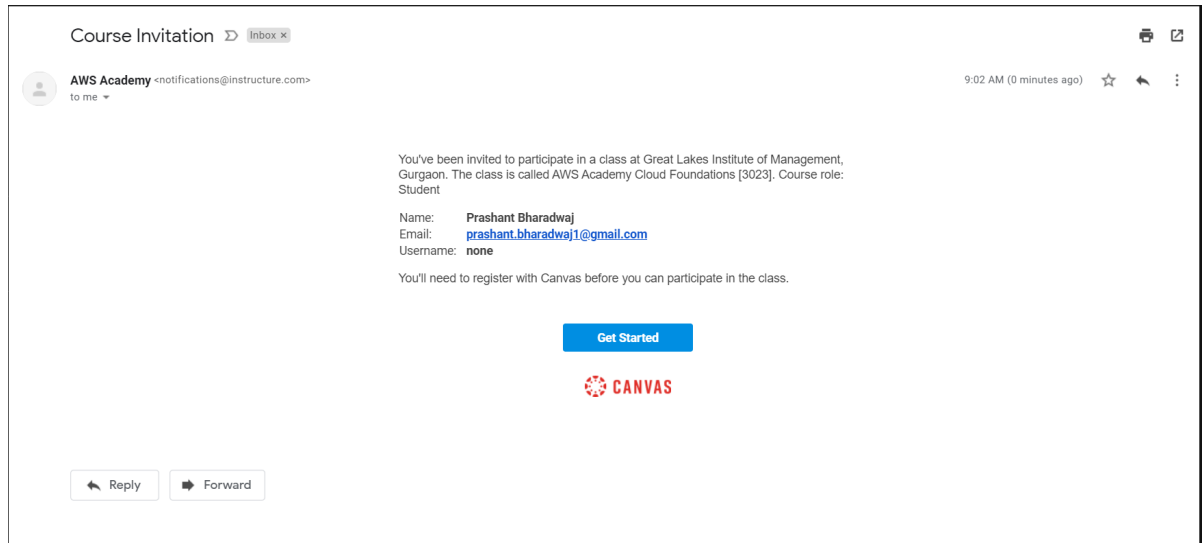 Course Invitation Inbox ×
AWS Academy <notifications@instructure.com> 9:02 AM (0 minutes ago)
to me
You've been invited to participate in a class at Great Lakes Institute of Management,
Gurgaon. The class is called AWS Academy Cloud Foundations [3023]. Course role:
Student
Name: Prashant Bharadwaj
Email: prashant.bharadwaj1@gmail.com
Username: none
You'll need to register with Canvas before you can participate in the class.
Get Started
CANVAS
Reply Forward